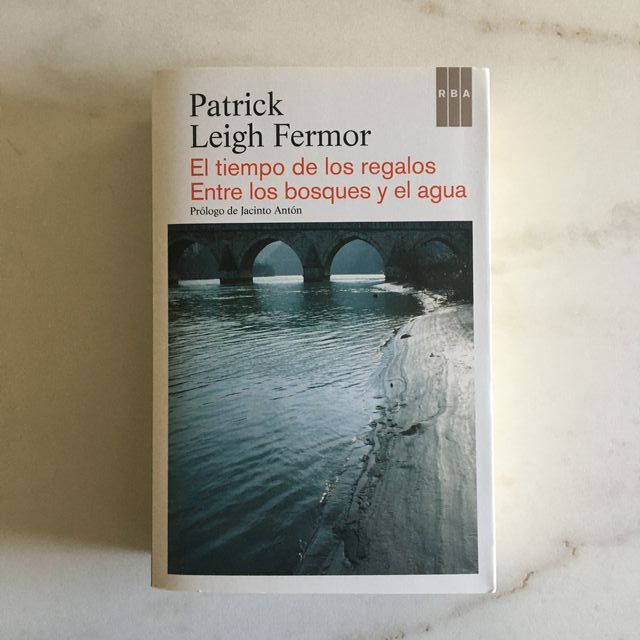 RBA
Patrick
Leigh Fermor
El tiempo de los regalos
Entre los bosques y el agua
Prólogo de Jacinto Antón